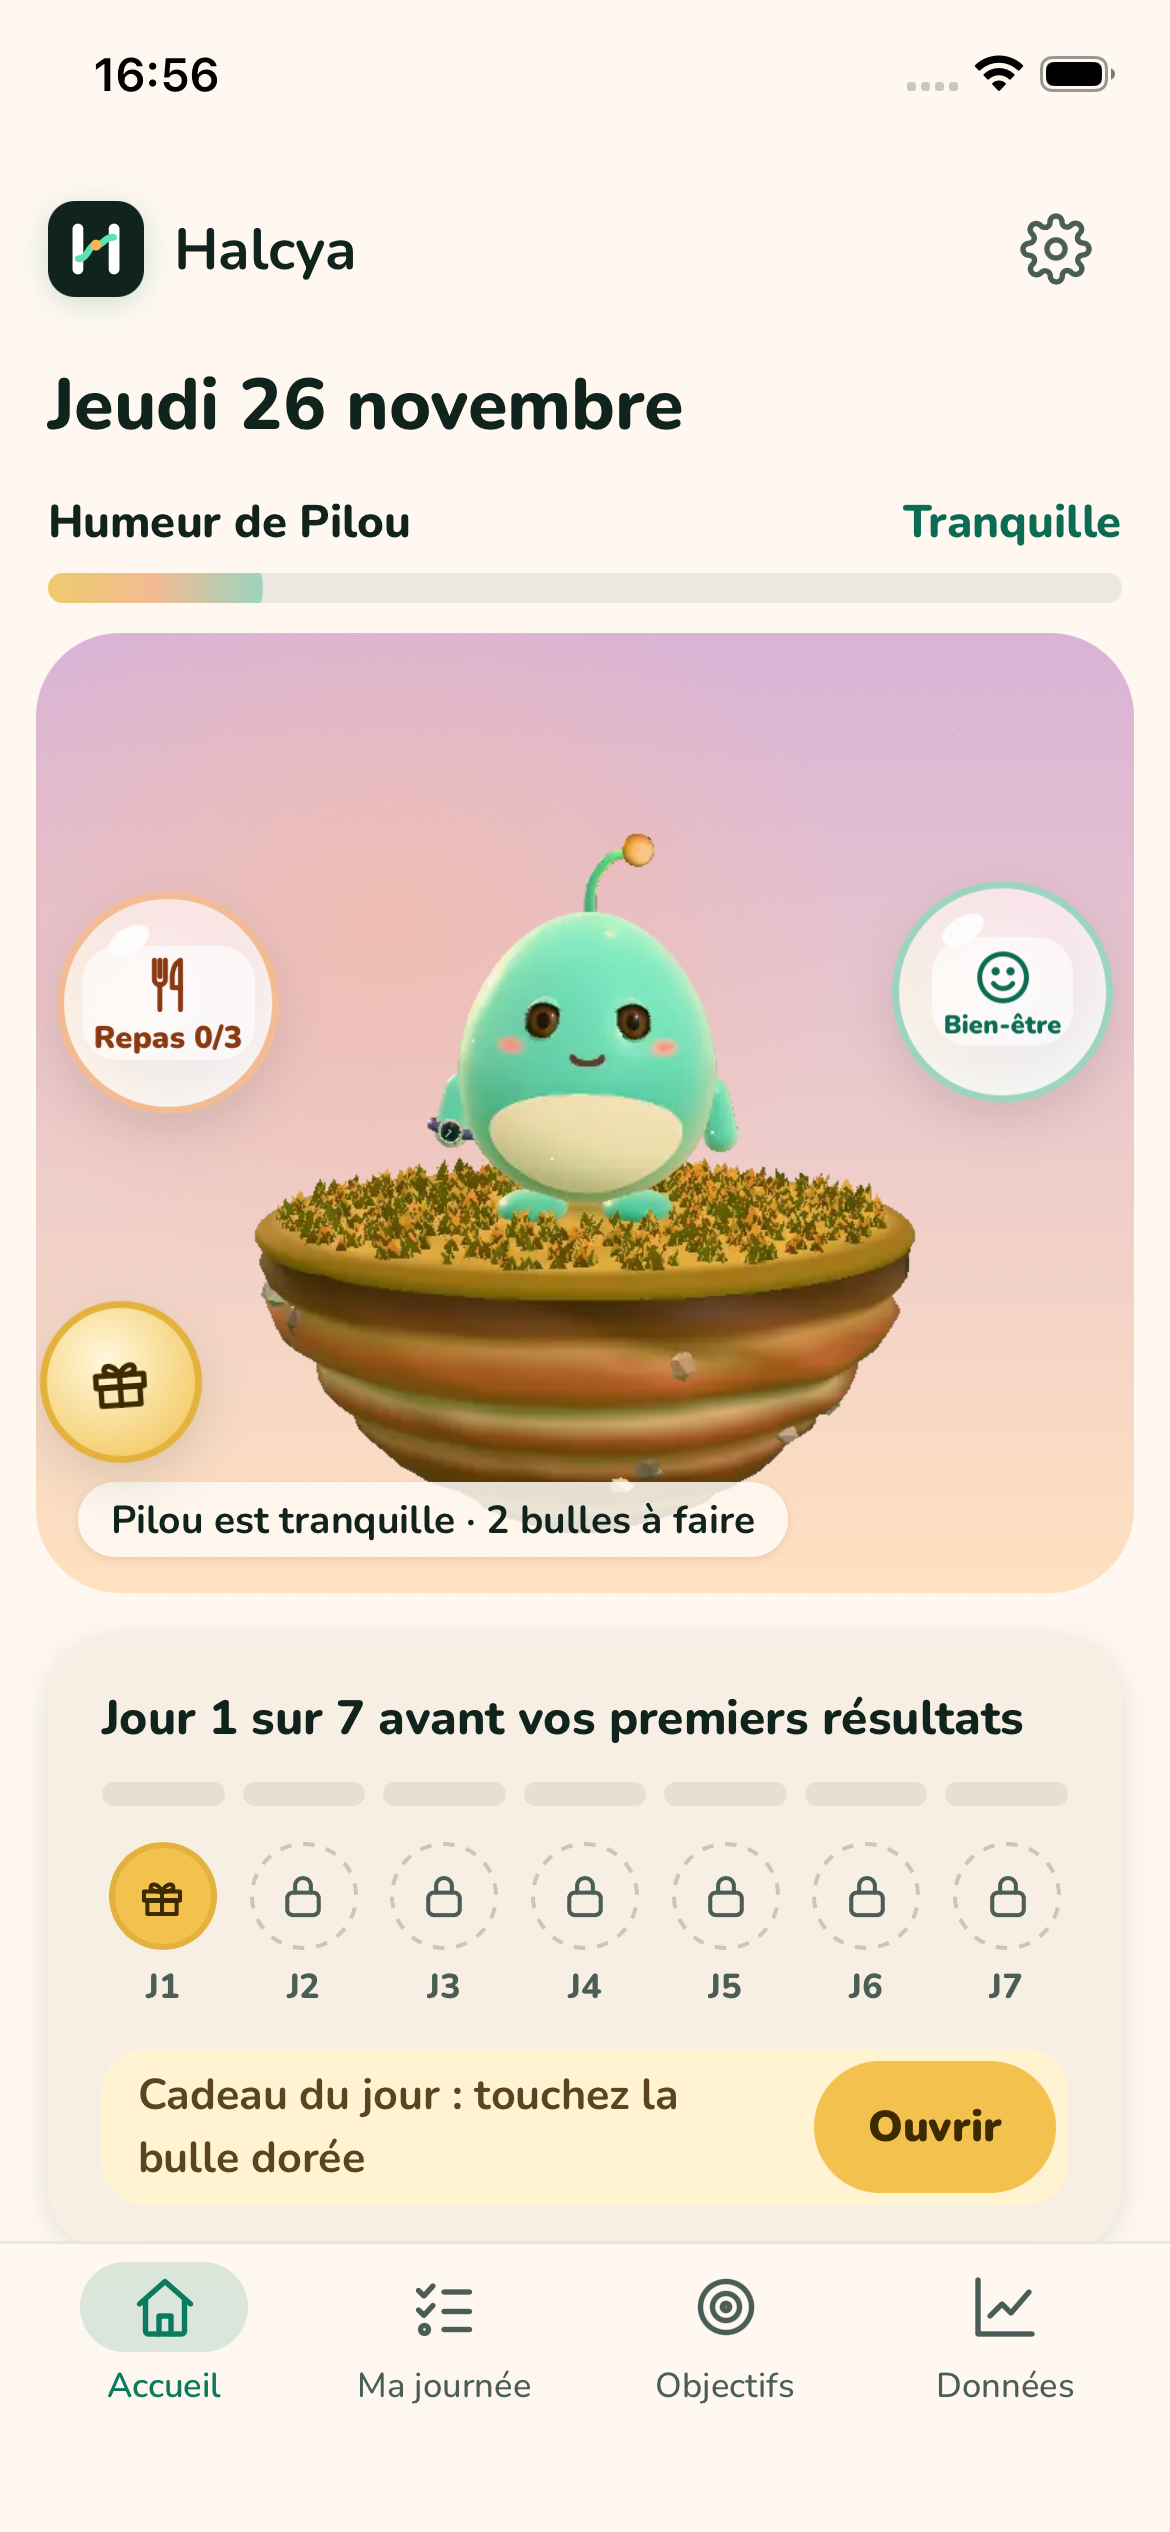 16:56
Halcya
Jeudi 26 novembre
Humeur de Pilou
Tranquille
Repas 0/3
Bien-être
Pilou est tranquille · 2 bulles à faire
Jour 1 sur 7 avant vos premiers résultats
J1
J2
J3
J4
J5
J6
J7
Cadeau du jour : touchez la
bulle dorée
Ouvrir
Accueil
Ma journée
Objectifs
Données